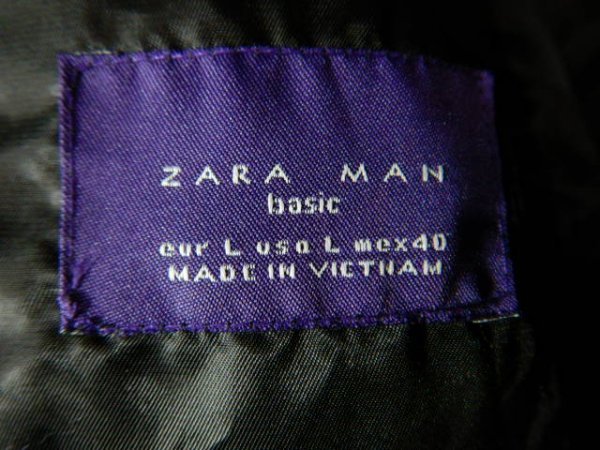 ZARA MAN
basic
eur L usa L mex40
MADE IN VIETNAM